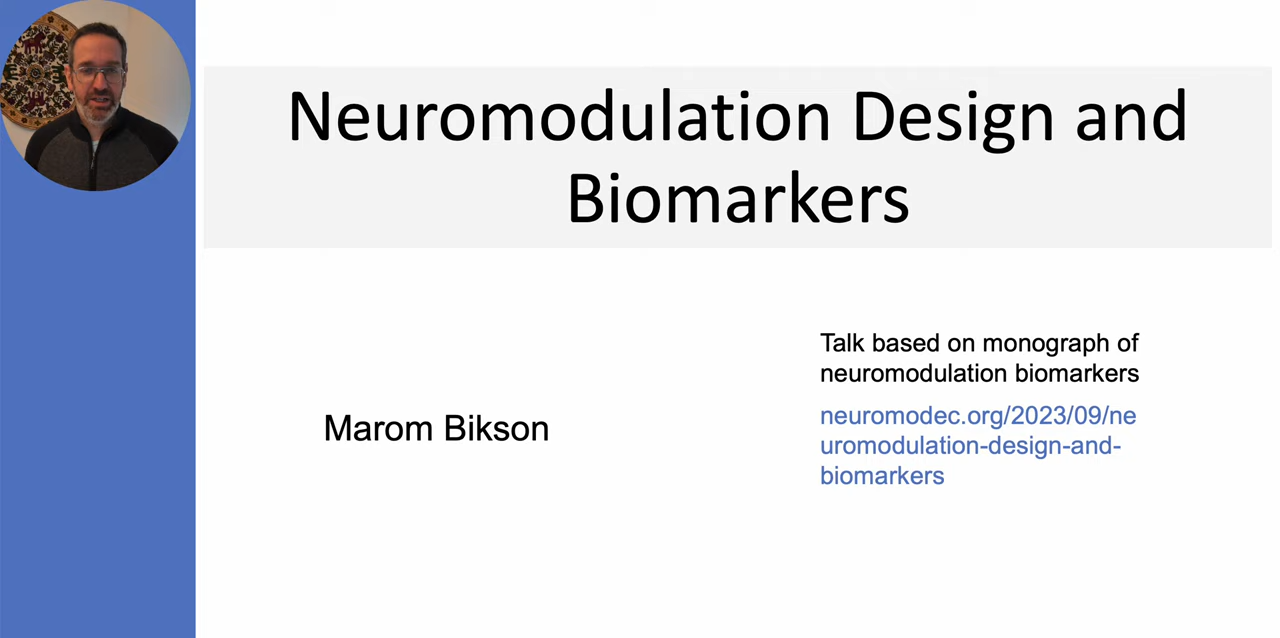 Neuromodulation Design and
Biomarkers
Marom Bikson
Talk based on monograph of
neuromodulation biomarkers
neuromodec.org/2023/09/ne
uromodulation-design-and-
biomarkers